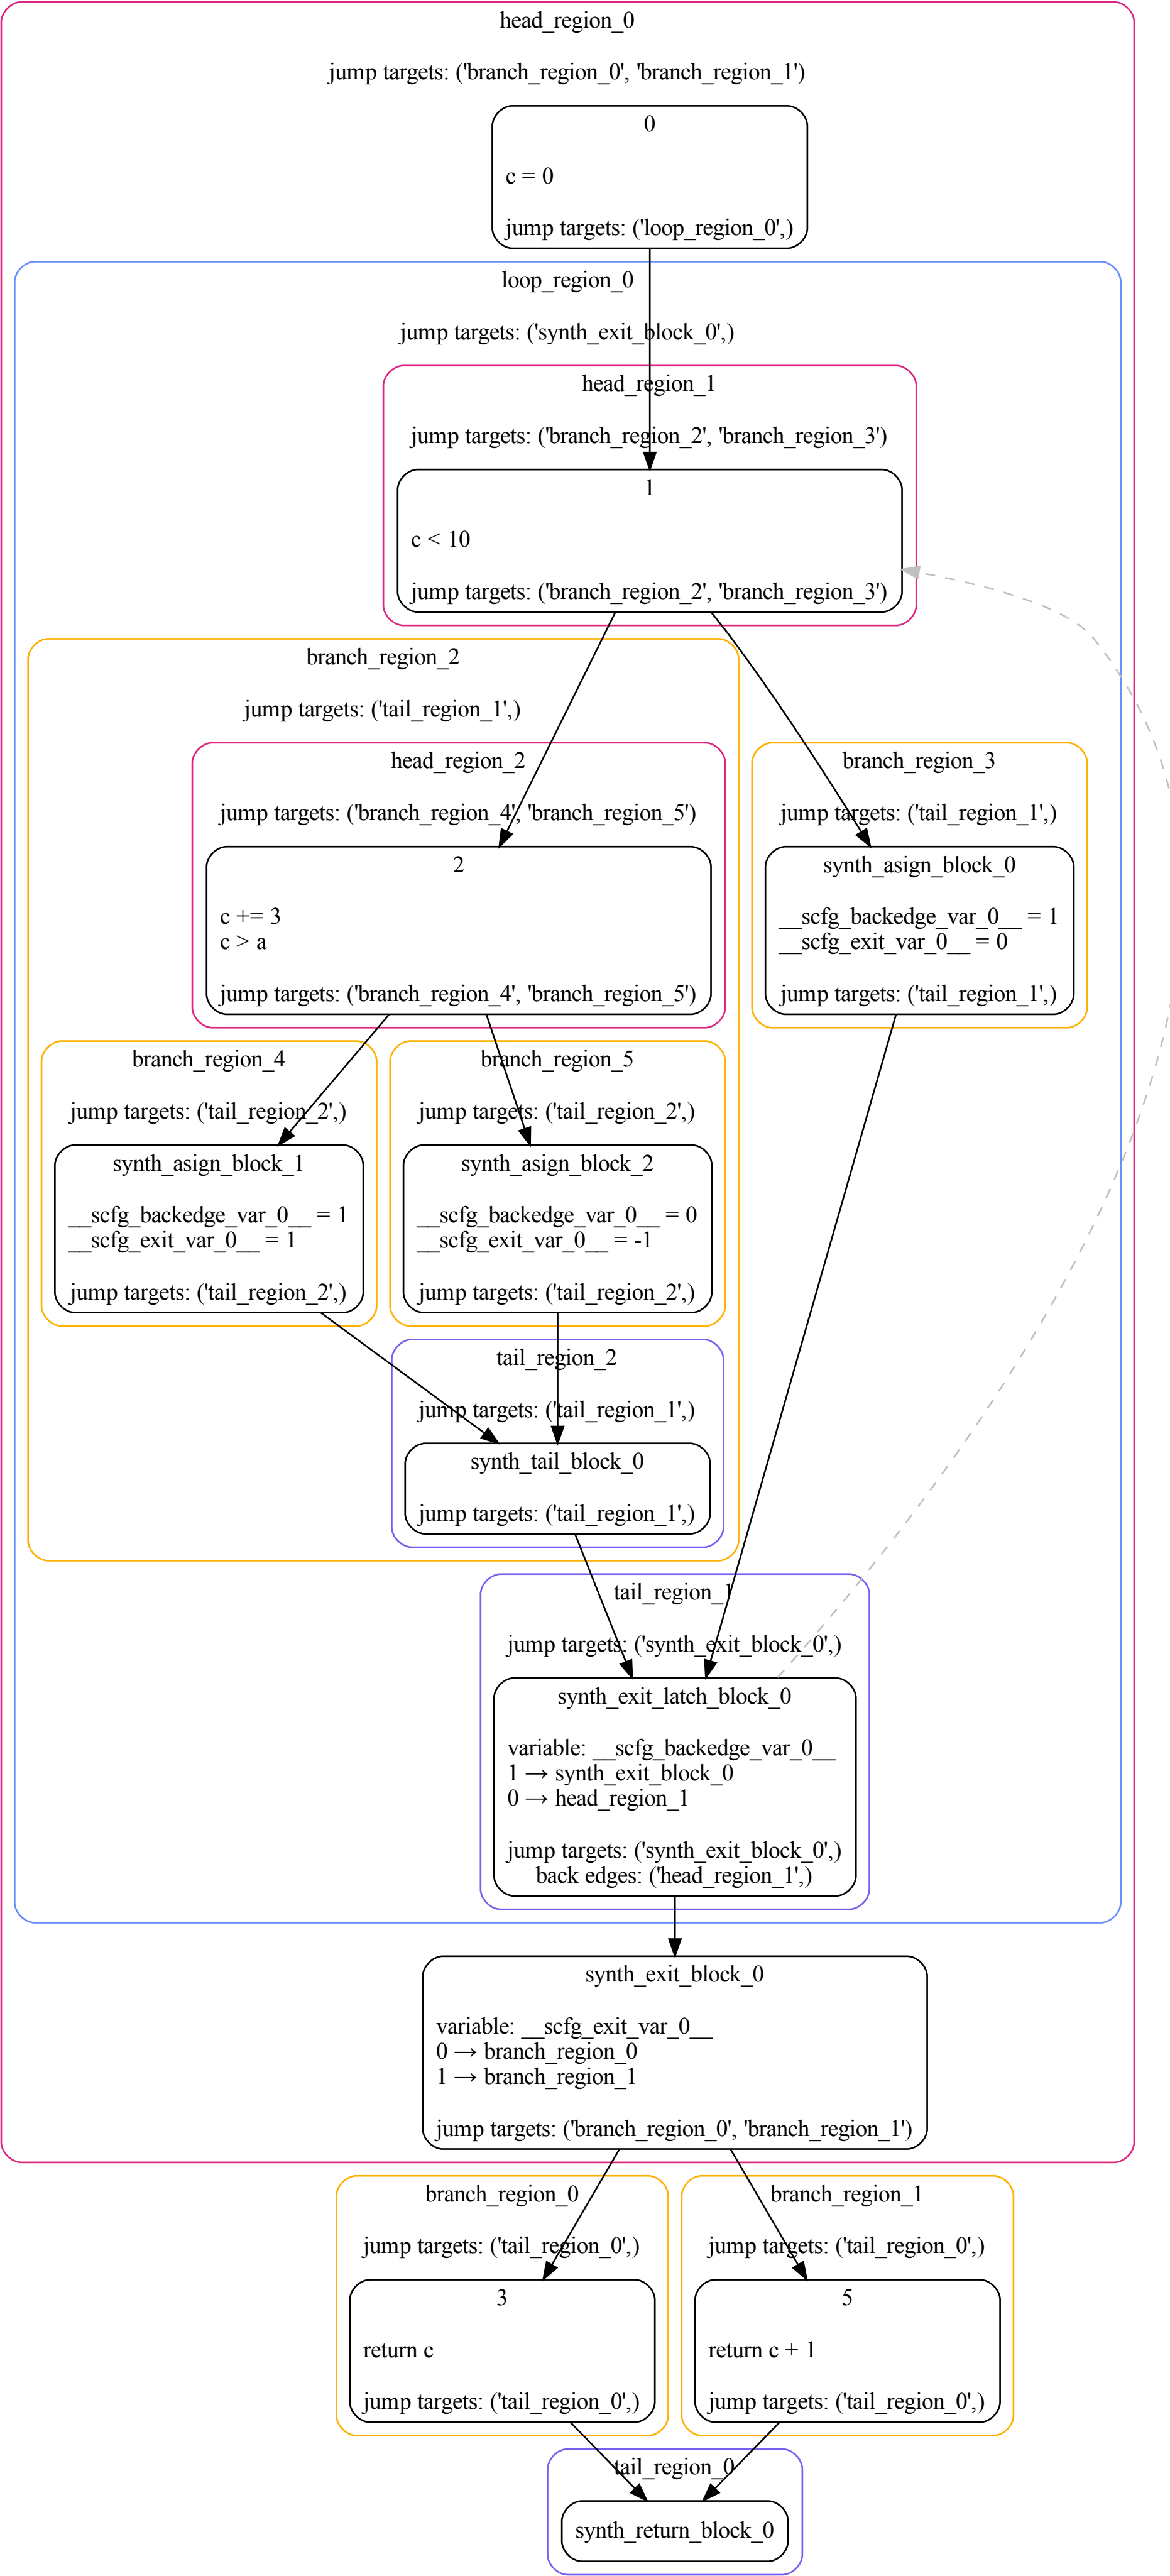 head_region_0
jump targets: ('branch_region_0', 'branch_region_1')
0
c = 0
jump targets: ('loop_region_0',)
loop_region_0
jump targets: ('synth_exit_block_0',)
head_region_1
jump targets: ('branch_region_2', 'branch_region_3')
1
c < 10
jump targets: ('branch_region_2', 'branch_region_3')
branch_region_2
jump targets: ('tail_region_1',)
head_region_2
jump targets: ('branch_region_4', 'branch_region_5')
2
c += 3
c > a
jump targets: ('branch_region_4', 'branch_region_5')
branch_region_3
jump targets: ('tail_region_1',)
synth_asign_block_0
__scfg_backedge_var_0__ = 1
__scfg_exit_var_0__ = 0
jump targets: ('tail_region_1',)
branch_region_4
jump targets: ('tail_region_2',)
synth_asign_block_1
__scfg_backedge_var_0__ = 1
__scfg_exit_var_0__ = 1
jump targets: ('tail_region_2',)
branch_region_5
jump targets: ('tail_region_2',)
synth_asign_block_2
__scfg_backedge_var_0__ = 0
__scfg_exit_var_0__ = -1
jump targets: ('tail_region_2',)
tail_region_2
jump targets: ('tail_region_1',)
synth_tail_block_0
jump targets: ('tail_region_1',)
tail_region_1
jump targets: ('synth_exit_block_0',)
synth_exit_latch_block_0
variable: __scfg_backedge_var_0__
1 → synth_exit_block_0
0 → head_region_1
jump targets: ('synth_exit_block_0',)
back edges: ('head_region_1',)
synth_exit_block_0
variable: __scfg_exit_var_0__
0 → branch_region_0
1 → branch_region_1
jump targets: ('branch_region_0', 'branch_region_1')
branch_region_0
jump targets: ('tail_region_0',)
3
return c
jump targets: ('tail_region_0',)
branch_region_1
jump targets: ('tail_region_0',)
5
return c + 1
jump targets: ('tail_region_0',)
tail_region_0
synth_return_block_0